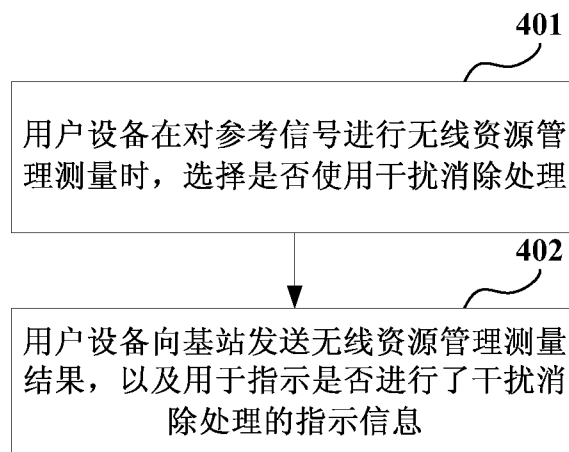 401
用户设备在对参考信号进行无线资源管
理测量时，选择是否使用干扰消除处理
402
用户设备向基站发送无线资源管理测量
结果，以及用于指示是否进行了干扰消
除处理的指示信息